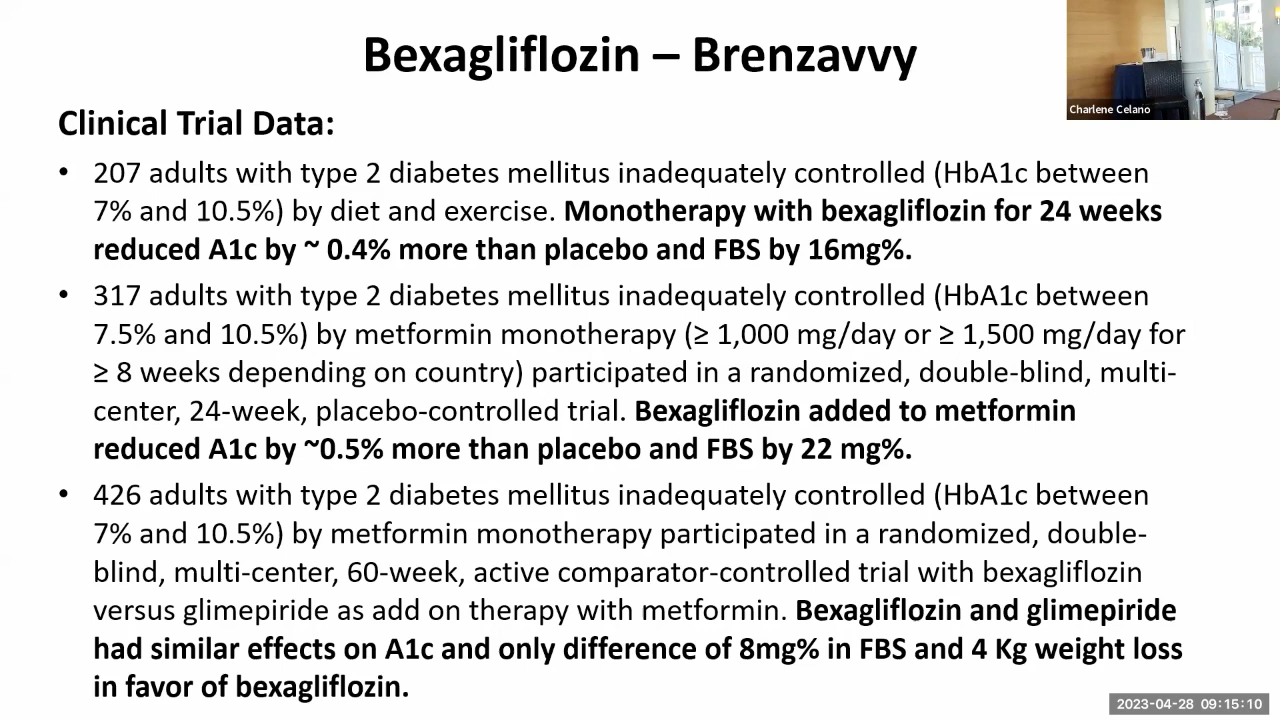 Bexagliflozin – Brenzavvy
Charlene Celano
Clinical Trial Data:
• 207 adults with type 2 diabetes mellitus inadequately controlled (HbA1c between
7% and 10.5%) by diet and exercise. Monotherapy with bexagliflozin for 24 weeks
reduced A1c by ~ 0.4% more than placebo and FBS by 16mg%.
• 317 adults with type 2 diabetes mellitus inadequately controlled (HbA1c between
7.5% and 10.5%) by metformin monotherapy (≥ 1,000 mg/day or ≥ 1,500 mg/day for
≥ 8 weeks depending on country) participated in a randomized, double-blind, multi-
center, 24-week, placebo-controlled trial. Bexagliflozin added to metformin
reduced A1c by ~0.5% more than placebo and FBS by 22 mg%.
• 426 adults with type 2 diabetes mellitus inadequately controlled (HbA1c between
7% and 10.5%) by metformin monotherapy participated in a randomized, double-
blind, multi-center, 60-week, active comparator-controlled trial with bexagliflozin
versus glimepiride as add on therapy with metformin. Bexagliflozin and glimepiride
had similar effects on A1c and only difference of 8mg% in FBS and 4 Kg weight loss
in favor of bexagliflozin.
2023-04-28 09:15:10